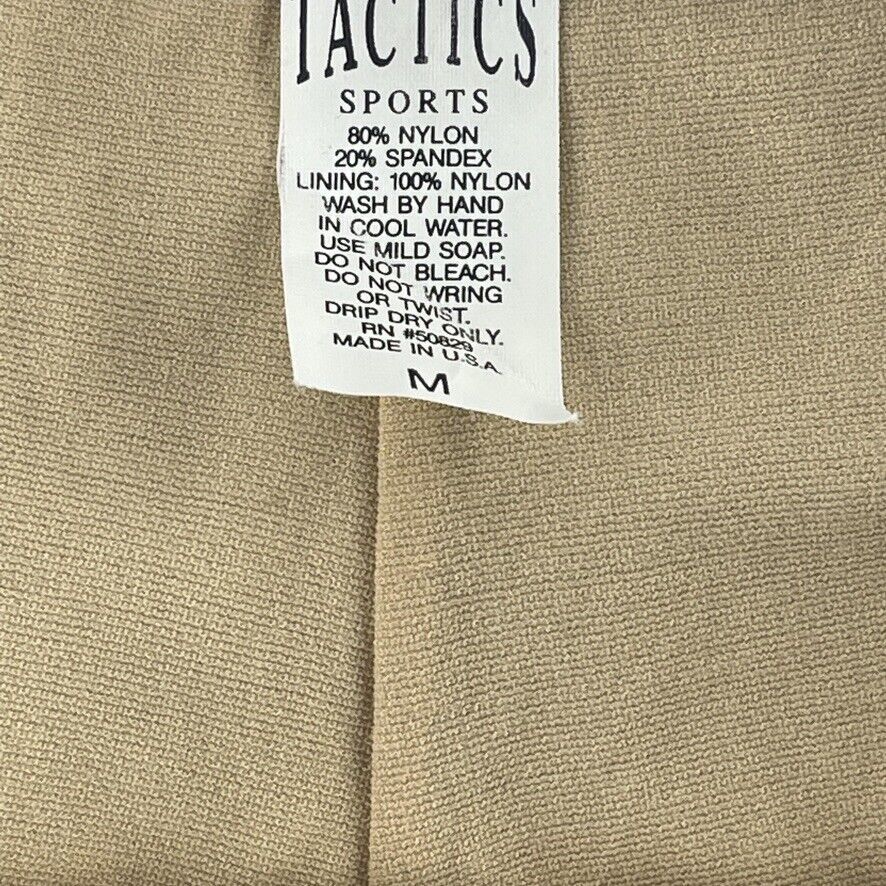 TACTICS
SPORTS
80% NYLON
20% SPANDEX
LINING: 100% NYLON
WASH BY HAND
IN COOL WATER.
USE MILD SOAP.
DO NOT BLEACH.
DO NOT WRING
OR TWIST.
DRIP DRY ONLY.
RN #50829
MADE IN U.S.A
M